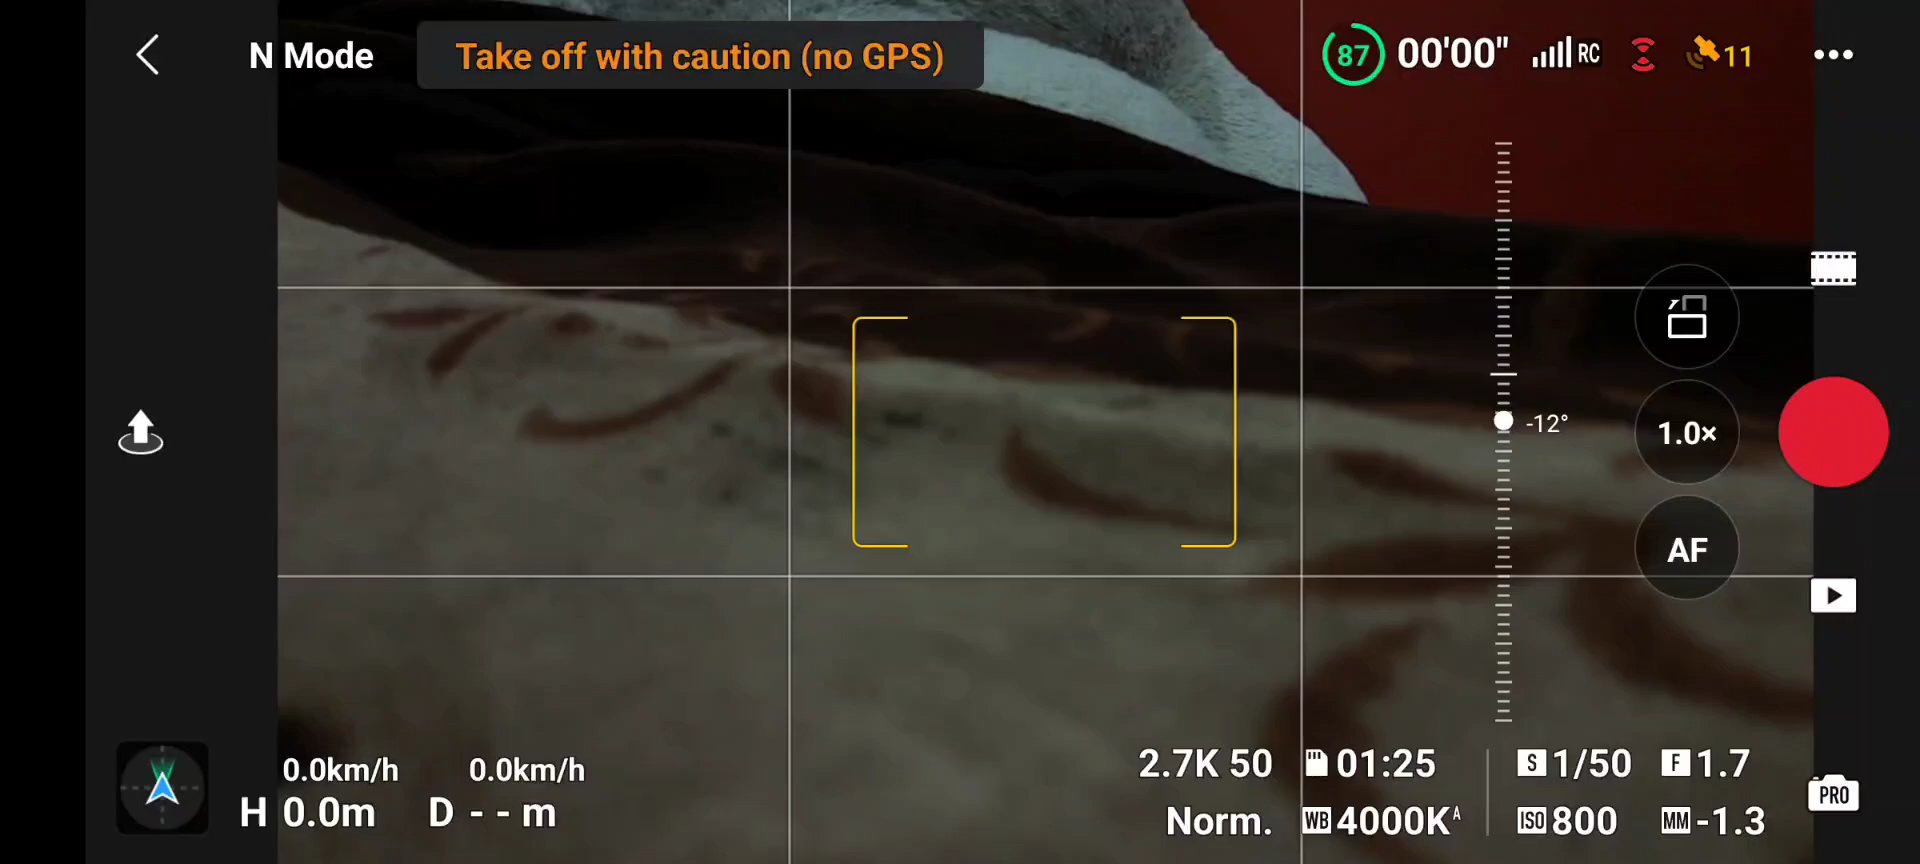 N Mode
Take off with caution (no GPS)
87
00'00"
RC
11
-12°
1.0×
AF
0.0km/h 0.0km/h
H 0.0m D - - m
2.7K 50 01:25 S 1/50 F 1.7
Norm. WB 4000K A ISO 800 MM -1.3
PRO